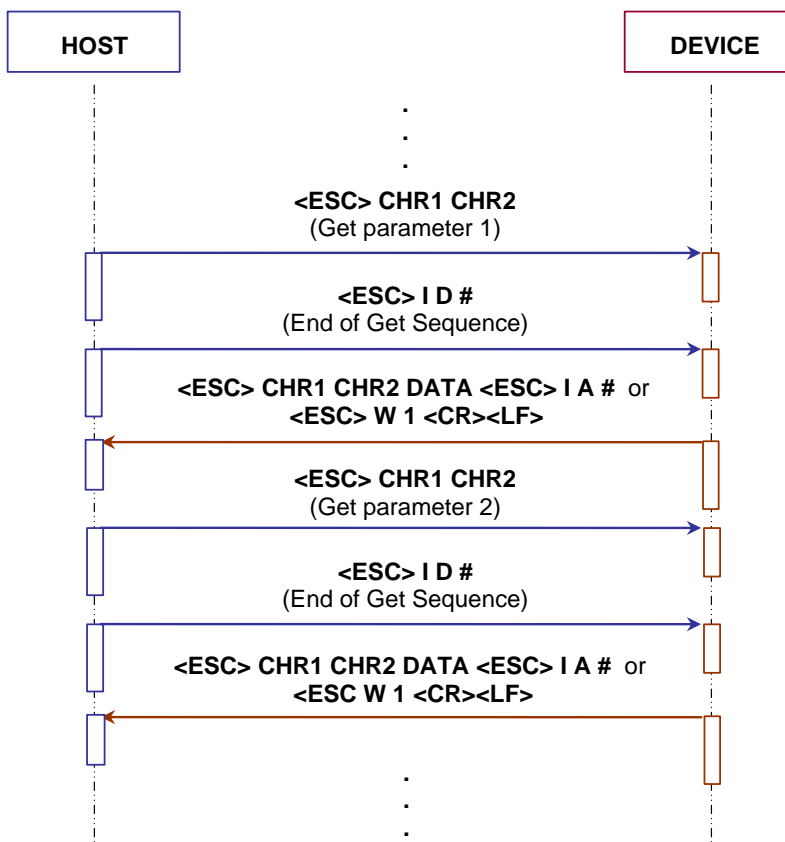 HOST
DEVICE
.
.
.
<ESC> CHR1 CHR2
(Get parameter 1)
<ESC> I D #
(End of Get Sequence)
<ESC> CHR1 CHR2 DATA <ESC> I A # or
<ESC> W 1 <CR><LF>
<ESC> CHR1 CHR2
(Get parameter 2)
<ESC> I D #
(End of Get Sequence)
<ESC> CHR1 CHR2 DATA <ESC> I A # or
<ESC W 1 <CR><LF>
.
.
.